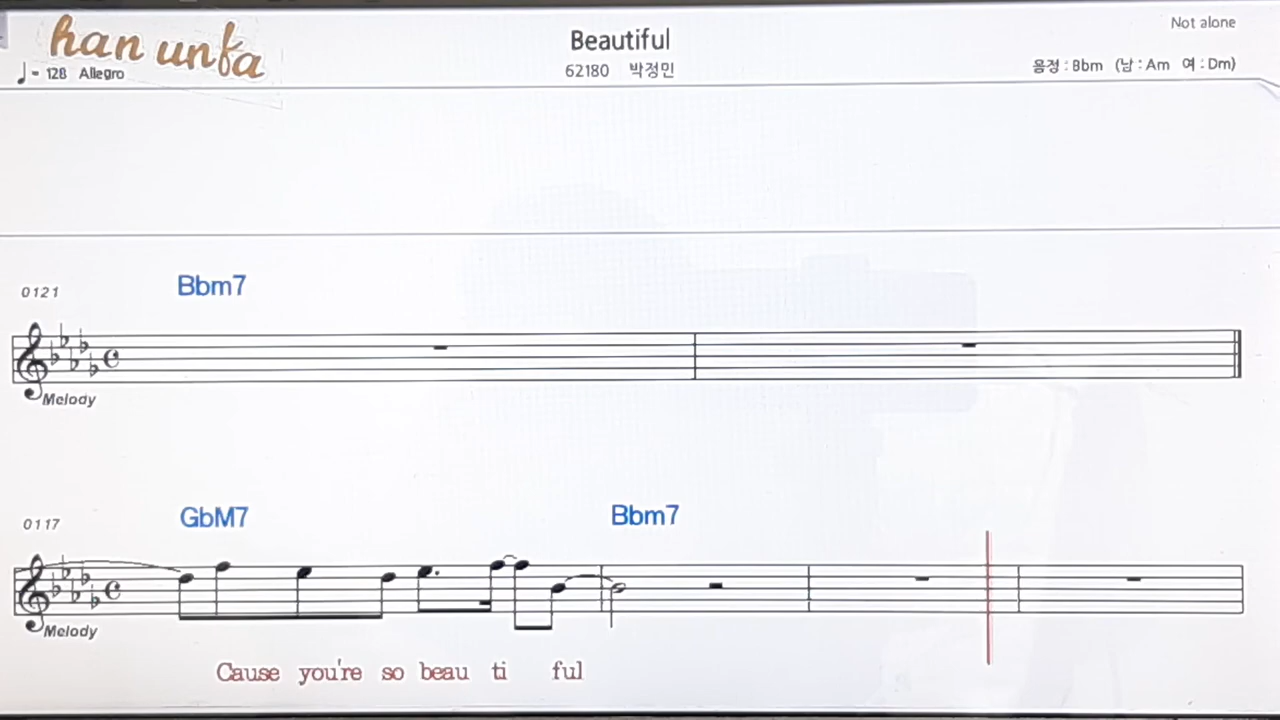 han unfa
♩= 128 Allegro
Beautiful
62180 박정민
Not alone
음정 : Bbm (남 : Am 여 : Dm)
0121
Bbm7
Melody
0117
GbM7
Bbm7
Melody
Cause you're so beau ti ful